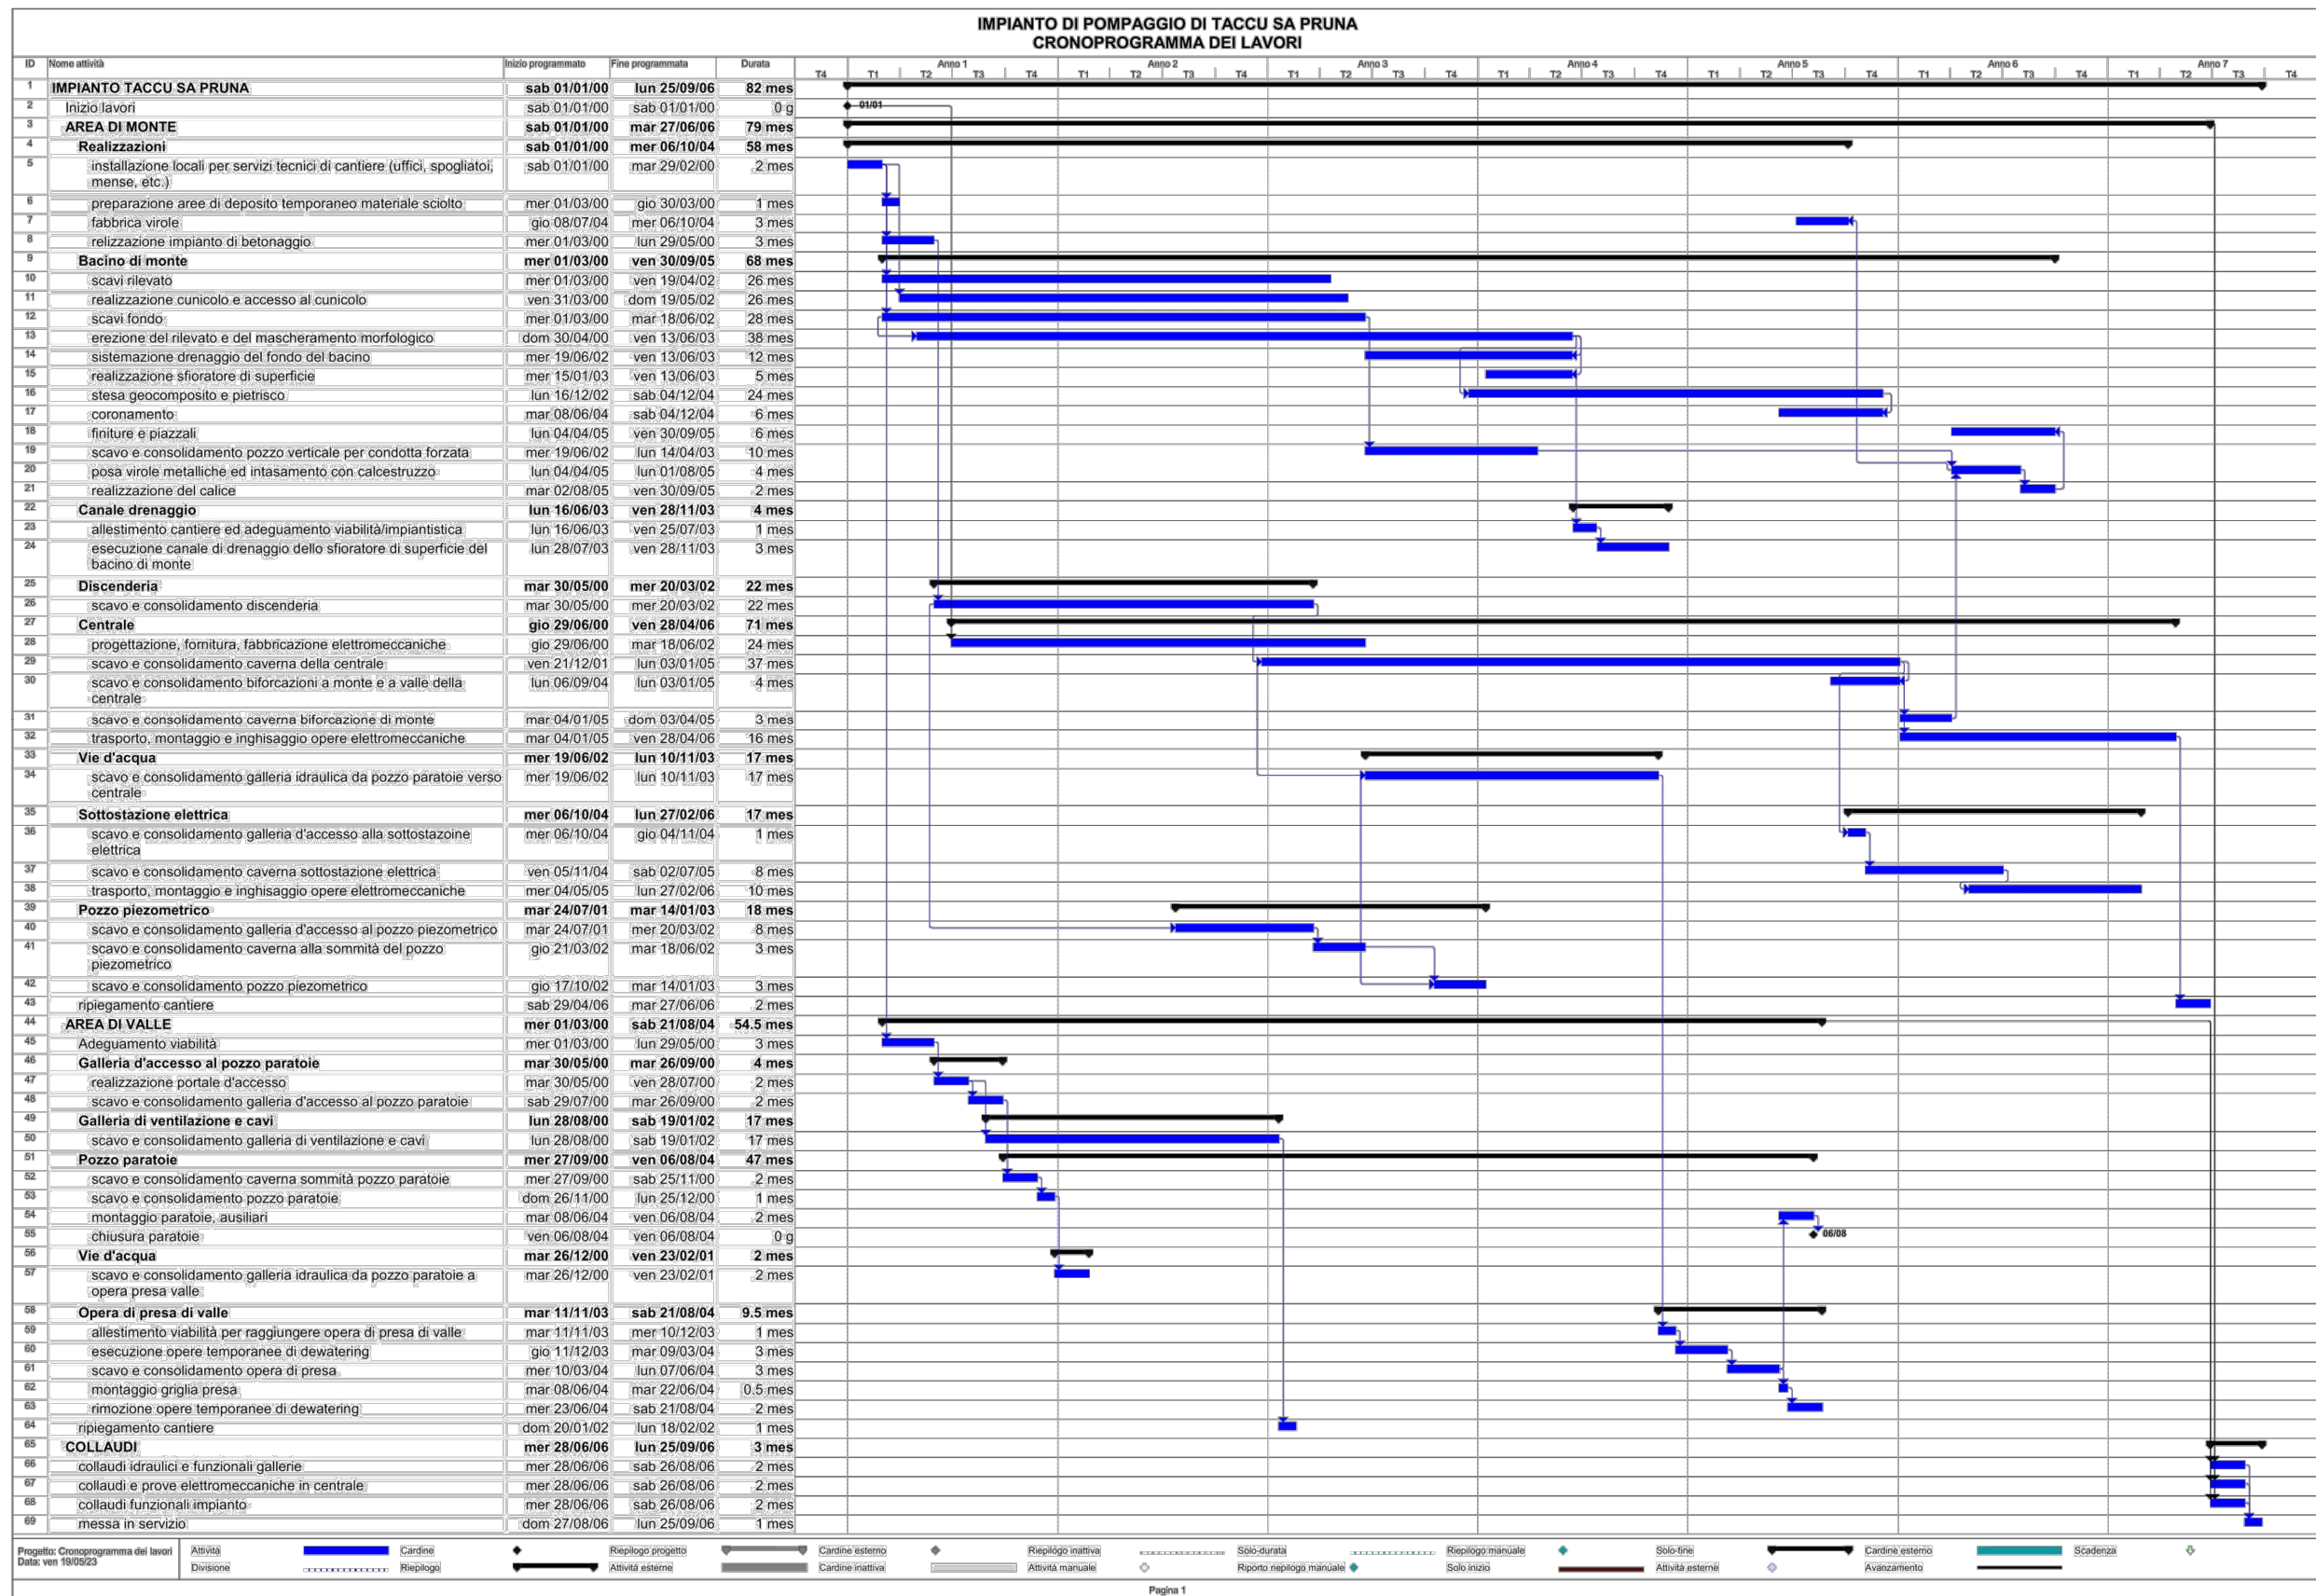 IMPIANTO DI POMPAGGIO DI TACCU SA PRUNA
CRONOPROGRAMMA DEI LAVORI
ID Nome attività Inizio programmato Fine programmata Durata Anno 1 Anno 2 Anno 3 Anno 4 Anno 5 Anno 6 Anno 7
T4 T1 T2 T3 T4 T1 T2 T3 T4 T1 T2 T3 T4 T1 T2 T3 T4 T1 T2 T3 T4 T1 T2 T3 T4 T1 T2 T3 T4
1 IMPIANTO TACCU SA PRUNA sab 01/01/00 lun 25/09/06 82 mes
2 Inizio lavori sab 01/01/00 sab 01/01/00 0 g 01/01
3 AREA DI MONTE sab 01/01/00 mar 27/06/06 79 mes
4 Realizzazioni sab 01/01/00 mer 06/10/04 58 mes
5 installazione locali per servizi tecnici di cantiere (uffici, spogliatoi, sab 01/01/00 mar 29/02/00 2 mes
mense, etc.)
6 preparazione aree di deposito temporaneo materiale sciolto mer 01/03/00 gio 30/03/00 1 mes
7 fabbrica virole gio 08/07/04 mer 06/10/04 3 mes
8 relizzazione impianto di betonaggio mer 01/03/00 lun 29/05/00 3 mes
9 Bacino di monte mer 01/03/00 ven 30/09/05 68 mes
10 scavi rilevato mer 01/03/00 ven 19/04/02 26 mes
11 realizzazione cunicolo e accesso al cunicolo ven 31/03/00 dom 19/05/02 26 mes
12 scavi fondo mer 01/03/00 mar 18/06/02 28 mes
13 erezione del rilevato e del mascheramento morfologico dom 30/04/00 ven 13/06/03 38 mes
14 sistemazione drenaggio del fondo del bacino mer 19/06/02 ven 13/06/03 12 mes
15 realizzazione sfioratore di superficie mer 15/01/03 ven 13/06/03 5 mes
16 stesa geocomposito e pietrisco lun 16/12/02 sab 04/12/04 24 mes
17 coronamento mar 08/06/04 sab 04/12/04 6 mes
18 finiture e piazzali lun 04/04/05 ven 30/09/05 6 mes
19 scavo e consolidamento pozzo verticale per condotta forzata mer 19/06/02 lun 14/04/03 10 mes
20 posa virole metalliche ed intasamento con calcestruzzo lun 04/04/05 lun 01/08/05 4 mes
21 realizzazione del calice mar 02/08/05 ven 30/09/05 2 mes
22 Canale drenaggio lun 16/06/03 ven 28/11/03 4 mes
23 allestimento cantiere ed adeguamento viabilità/impiantistica lun 16/06/03 ven 25/07/03 1 mes
24 esecuzione canale di drenaggio dello sfioratore di superficie del lun 28/07/03 ven 28/11/03 3 mes
bacino di monte
25 Discenderia mar 30/05/00 mer 20/03/02 22 mes
26 scavo e consolidamento discenderia mar 30/05/00 mer 20/03/02 22 mes
27 Centrale gio 29/06/00 ven 28/04/06 71 mes
28 progettazione, fornitura, fabbricazione elettromeccaniche gio 29/06/00 mar 18/06/02 24 mes
29 scavo e consolidamento caverna della centrale ven 21/12/01 lun 03/01/05 37 mes
30 scavo e consolidamento biforcazioni a monte e a valle della lun 06/09/04 lun 03/01/05 4 mes
centrale
31 scavo e consolidamento caverna biforcazione di monte mar 04/01/05 dom 03/04/05 3 mes
32 trasporto, montaggio e inghisaggio opere elettromeccaniche mar 04/01/05 ven 28/04/06 16 mes
33 Vie d'acqua mer 19/06/02 lun 10/11/03 17 mes
34 scavo e consolidamento galleria idraulica da pozzo paratoie verso mer 19/06/02 lun 10/11/03 17 mes
centrale
35 Sottostazione elettrica mer 06/10/04 lun 27/02/06 17 mes
36 scavo e consolidamento galleria d'accesso alla sottostazoine mer 06/10/04 gio 04/11/04 1 mes
elettrica
37 scavo e consolidamento caverna sottostazione elettrica ven 05/11/04 sab 02/07/05 8 mes
38 trasporto, montaggio e inghisaggio opere elettromeccaniche mer 04/05/05 lun 27/02/06 10 mes
39 Pozzo piezometrico mar 24/07/01 mar 14/01/03 18 mes
40 scavo e consolidamento galleria d'accesso al pozzo piezometrico mar 24/07/01 mer 20/03/02 8 mes
41 scavo e consolidamento caverna alla sommità del pozzo gio 21/03/02 mar 18/06/02 3 mes
piezometrico
42 scavo e consolidamento pozzo piezometrico gio 17/10/02 mar 14/01/03 3 mes
43 ripiegamento cantiere sab 29/04/06 mar 27/06/06 2 mes
44 AREA DI VALLE mer 01/03/00 sab 21/08/04 54.5 mes
45 Adeguamento viabilità mer 01/03/00 lun 29/05/00 3 mes
46 Galleria d'accesso al pozzo paratoie mar 30/05/00 mar 26/09/00 4 mes
47 realizzazione portale d'accesso mar 30/05/00 ven 28/07/00 2 mes
48 scavo e consolidamento galleria d'accesso al pozzo paratoie sab 29/07/00 mar 26/09/00 2 mes
49 Galleria di ventilazione e cavi lun 28/08/00 sab 19/01/02 17 mes
50 scavo e consolidamento galleria di ventilazione e cavi lun 28/08/00 sab 19/01/02 17 mes
51 Pozzo paratoie mer 27/09/00 ven 06/08/04 47 mes
52 scavo e consolidamento caverna sommità pozzo paratoie mer 27/09/00 sab 25/11/00 2 mes
53 scavo e consolidamento pozzo paratoie dom 26/11/00 lun 25/12/00 1 mes
54 montaggio paratoie, ausiliari mar 08/06/04 ven 06/08/04 2 mes
55 chiusura paratoie ven 06/08/04 ven 06/08/04 0 g 06/08
56 Vie d'acqua mar 26/12/00 ven 23/02/01 2 mes
57 scavo e consolidamento galleria idraulica da pozzo paratoie a mar 26/12/00 ven 23/02/01 2 mes
opera presa valle
58 Opera di presa di valle mar 11/11/03 sab 21/08/04 9.5 mes
59 allestimento viabilità per raggiungere opera di presa di valle mar 11/11/03 mer 10/12/03 1 mes
60 esecuzione opere temporanee di dewatering gio 11/12/03 mar 09/03/04 3 mes
61 scavo e consolidamento opera di presa mer 10/03/04 lun 07/06/04 3 mes
62 montaggio griglia presa mar 08/06/04 mar 22/06/04 0.5 mes
63 rimozione opere temporanee di dewatering mer 23/06/04 sab 21/08/04 2 mes
64 ripiegamento cantiere dom 20/01/02 lun 18/02/02 1 mes
65 COLLAUDI mer 28/06/06 lun 25/09/06 3 mes
66 collaudi idraulici e funzionali gallerie mer 28/06/06 sab 26/08/06 2 mes
67 collaudi e prove elettromeccaniche in centrale mer 28/06/06 sab 26/08/06 2 mes
68 collaudi funzionali impianto mer 28/06/06 sab 26/08/06 2 mes
69 messa in servizio dom 27/08/06 lun 25/09/06 1 mes
Progetto: Cronoprogramma dei lavori
Data: ven 19/05/23
Attività Cardine Riepilogo progetto Cardine esterno Riepilogo inattiva Solo-durata Riepilogo manuale Solo-fine Cardine esterno Scadenza
Divisione Riepilogo Attività esterne Cardine inattiva Attività manuale Riporto riepilogo manuale Solo inizio Attività esterne Avanzamento
Pagina 1